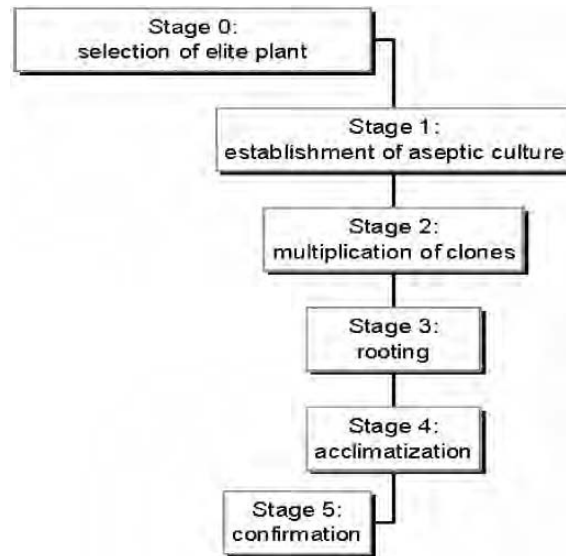 Stage 0:
selection of elite plant
Stage 1:
establishment of aseptic culture
Stage 2:
multiplication of clones
Stage 3:
rooting
Stage 4:
acclimatization
Stage 5:
confirmation